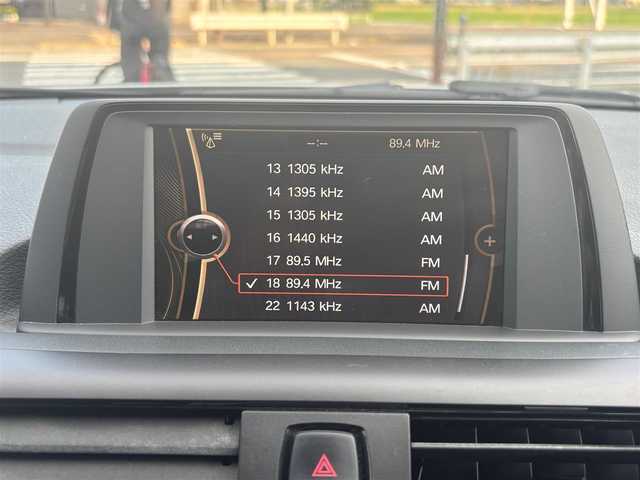 --:-- 89.4 MHz
13 1305 kHz AM
14 1395 kHz AM
15 1305 kHz AM
16 1440 kHz AM
17 89.5 MHz FM
18 89.4 MHz FM
22 1143 kHz AM